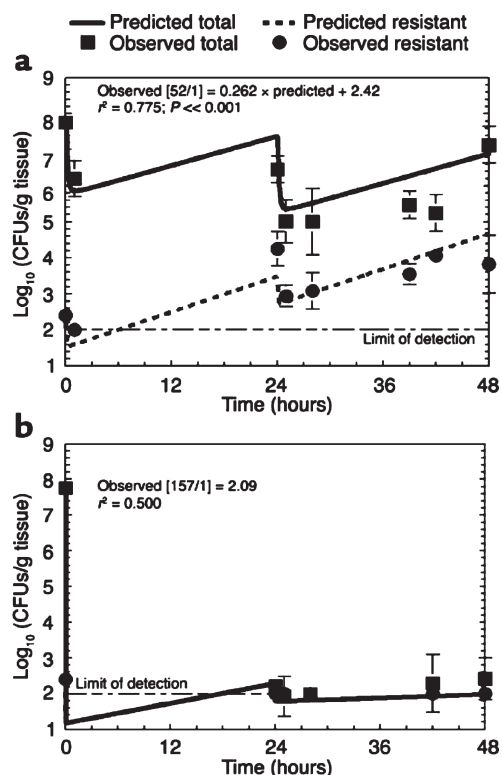 Predicted total Predicted resistant
Observed total Observed resistant
a
Observed [52/1] = 0.262 × predicted + 2.42
r² = 0.775; P << 0.001
Log₁₀ (CFUs/g tissue)
9
8
7
6
5
4
3
2
1
Limit of detection
0 12 24 36 48
Time (hours)
b
Observed [157/1] = 2.09
r² = 0.500
Log₁₀ (CFUs/g tissue)
9
8
7
6
5
4
3
2
1
Limit of detection
0 12 24 36 48
Time (hours)